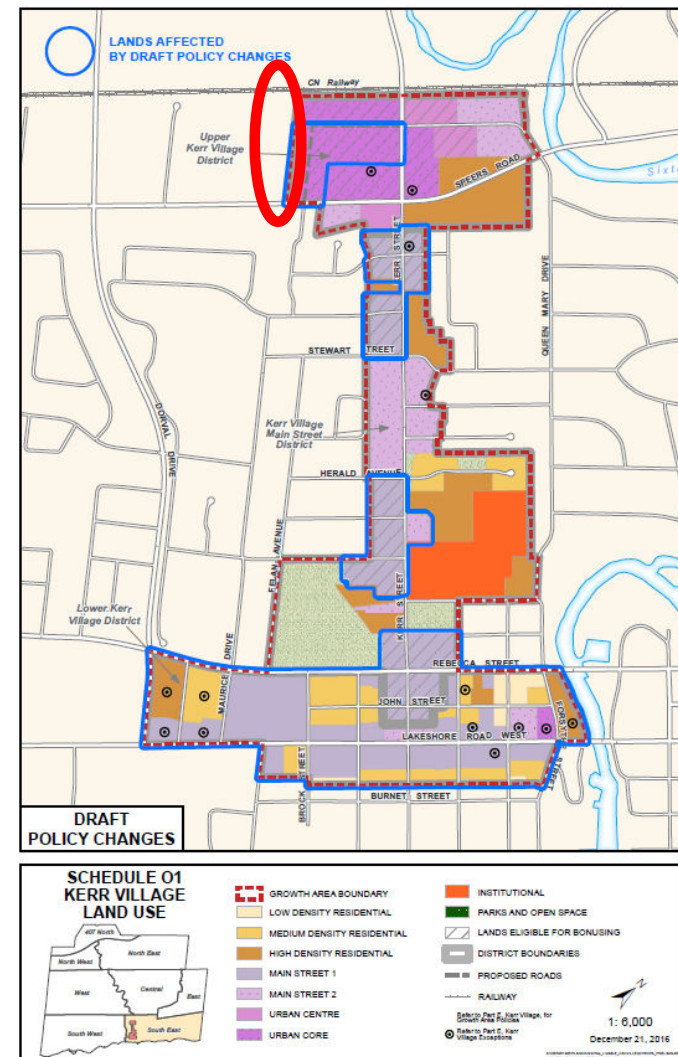 LANDS AFFECTED
BY DRAFT POLICY CHANGES
CN Railway
Upper
Kerr Village
District
SPEERS ROAD
Sixt
KERR STREET
QUEEN MARY DRIVE
STEWART STREET
DORVAL DRIVE
Kerr Village
Main Street
District
HERALD AVENUE
FELAN AVENUE
KERR STREET
Lower Kerr
Village District
MAURICE DRIVE
REBECCA STREET
JOHN STREET
FORSYTHE STREET
LAKESHORE ROAD WEST
BROCK STREET
BURNET STREET
DRAFT
POLICY CHANGES
SCHEDULE O1
KERR VILLAGE
LAND USE
407 North
North West
North East
West
Central
East
South West
South East
GROWTH AREA BOUNDARY
LOW DENSITY RESIDENTIAL
MEDIUM DENSITY RESIDENTIAL
HIGH DENSITY RESIDENTIAL
MAIN STREET 1
MAIN STREET 2
URBAN CENTRE
URBAN CORE
INSTITUTIONAL
PARKS AND OPEN SPACE
LANDS ELIGIBLE FOR BONUSING
DISTRICT BOUNDARIES
PROPOSED ROADS
RAILWAY
Refer to Part E, Kerr Village, for
Growth Area Policies
Refer to Part E, Kerr
Village Exceptions
1: 6,000
December 21, 2016